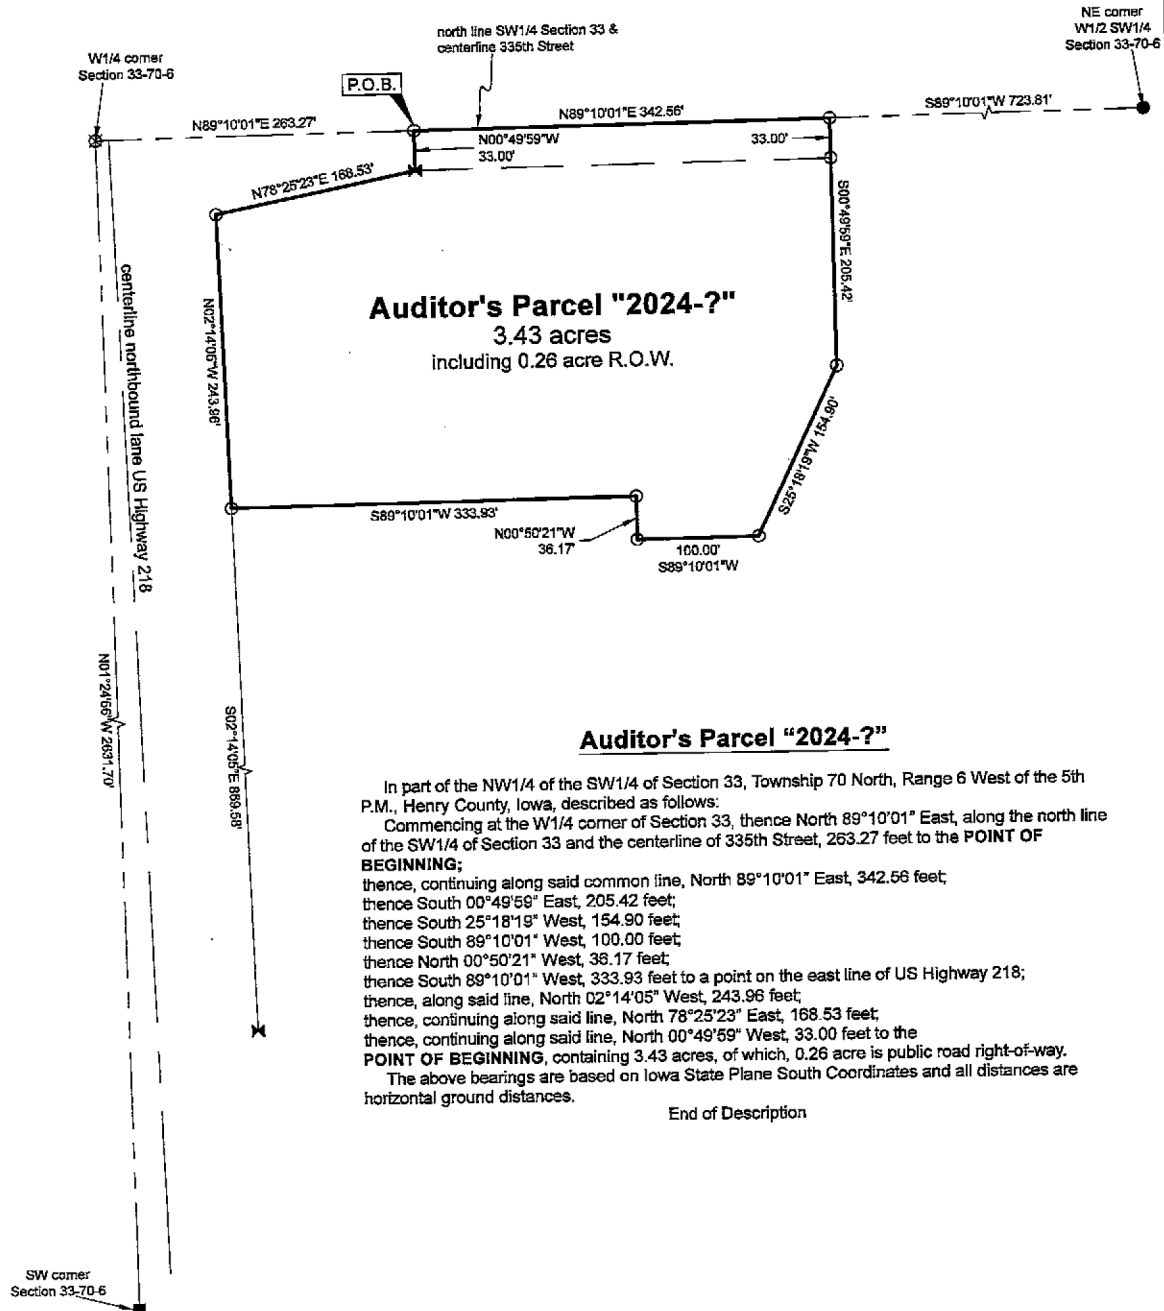 NE corner
W1/2 SW1/4
Section 33-70-6
north line SW1/4 Section 33 &
centerline 335th Street
W1/4 corner
Section 33-70-6
P.O.B.
N89°10'01"E 263.27'
N89°10'01"E 342.56'
S89°10'01"W 723.81'
N00°49'59"W
33.00'
33.00'
N78°25'23"E 168.53'
S00°49'59"E 205.42'
centerline northbound lane US Highway 218
N02°14'05"W 243.96'
Auditor's Parcel "2024-?"
3.43 acres
including 0.26 acre R.O.W.
S25°18'19"W 154.90'
S89°10'01"W 333.93'
N00°50'21"W
36.17'
100.00'
S89°10'01"W
N01°24'56"W 2631.70'
S02°14'05"E 869.58'
Auditor's Parcel “2024-?”
In part of the NW1/4 of the SW1/4 of Section 33, Township 70 North, Range 6 West of the 5th
P.M., Henry County, Iowa, described as follows:
Commencing at the W1/4 corner of Section 33, thence North 89°10'01" East, along the north line
of the SW1/4 of Section 33 and the centerline of 335th Street, 263.27 feet to the POINT OF
BEGINNING;
thence, continuing along said common line, North 89°10'01" East, 342.56 feet;
thence South 00°49'59" East, 205.42 feet;
thence South 25°18'19" West, 154.90 feet;
thence South 89°10'01" West, 100.00 feet;
thence North 00°50'21" West, 36.17 feet;
thence South 89°10'01" West, 333.93 feet to a point on the east line of US Highway 218;
thence, along said line, North 02°14'05" West, 243.96 feet;
thence, continuing along said line, North 78°25'23" East, 168.53 feet;
thence, continuing along said line, North 00°49'59" West, 33.00 feet to the
POINT OF BEGINNING, containing 3.43 acres, of which, 0.26 acre is public road right-of-way.
The above bearings are based on Iowa State Plane South Coordinates and all distances are
horizontal ground distances.
End of Description
SW corner
Section 33-70-6